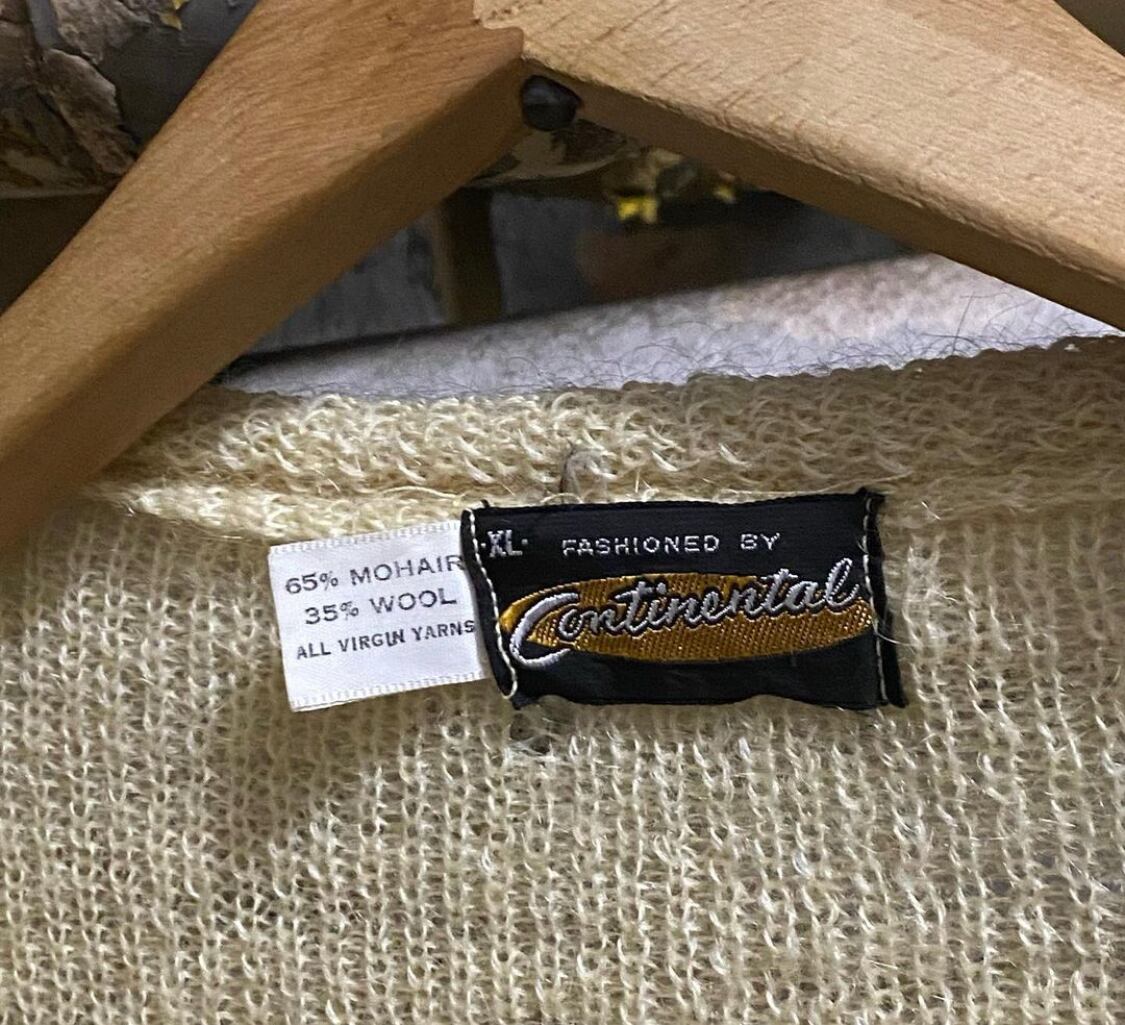 65% MOHAIR
35% WOOL
ALL VIRGIN YARNS
·XL·
FASHIONED BY
Continental